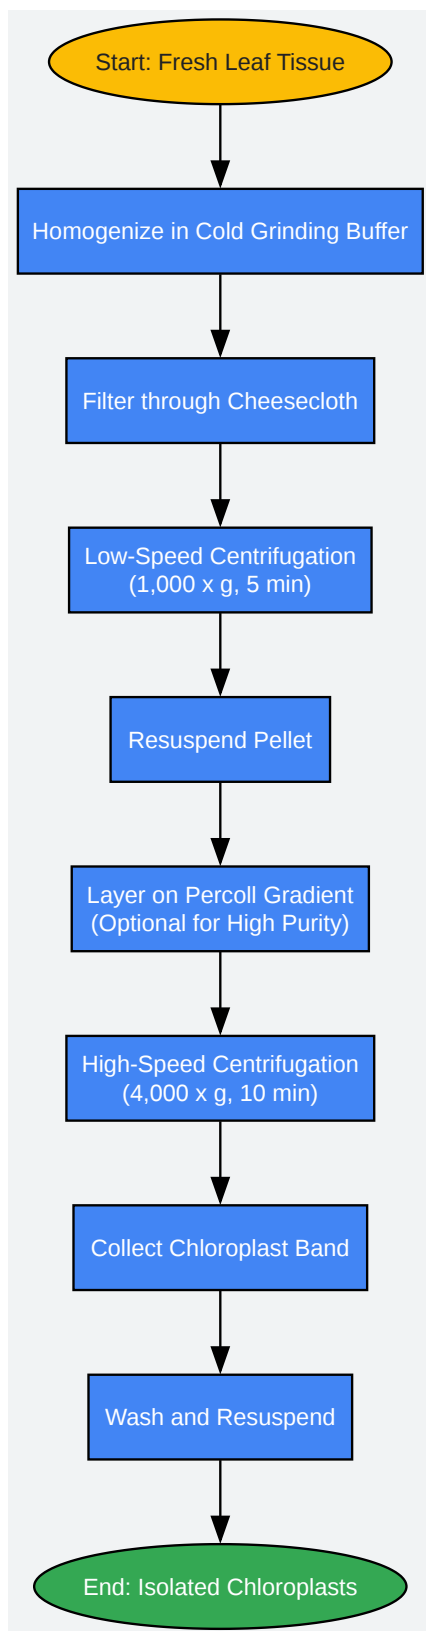 Start: Fresh Leaf Tissue
Homogenize in Cold Grinding Buffer
Filter through Cheesecloth
Low-Speed Centrifugation
(1,000 x g, 5 min)
Resuspend Pellet
Layer on Percoll Gradient
(Optional for High Purity)
High-Speed Centrifugation
(4,000 x g, 10 min)
Collect Chloroplast Band
Wash and Resuspend
End: Isolated Chloroplasts